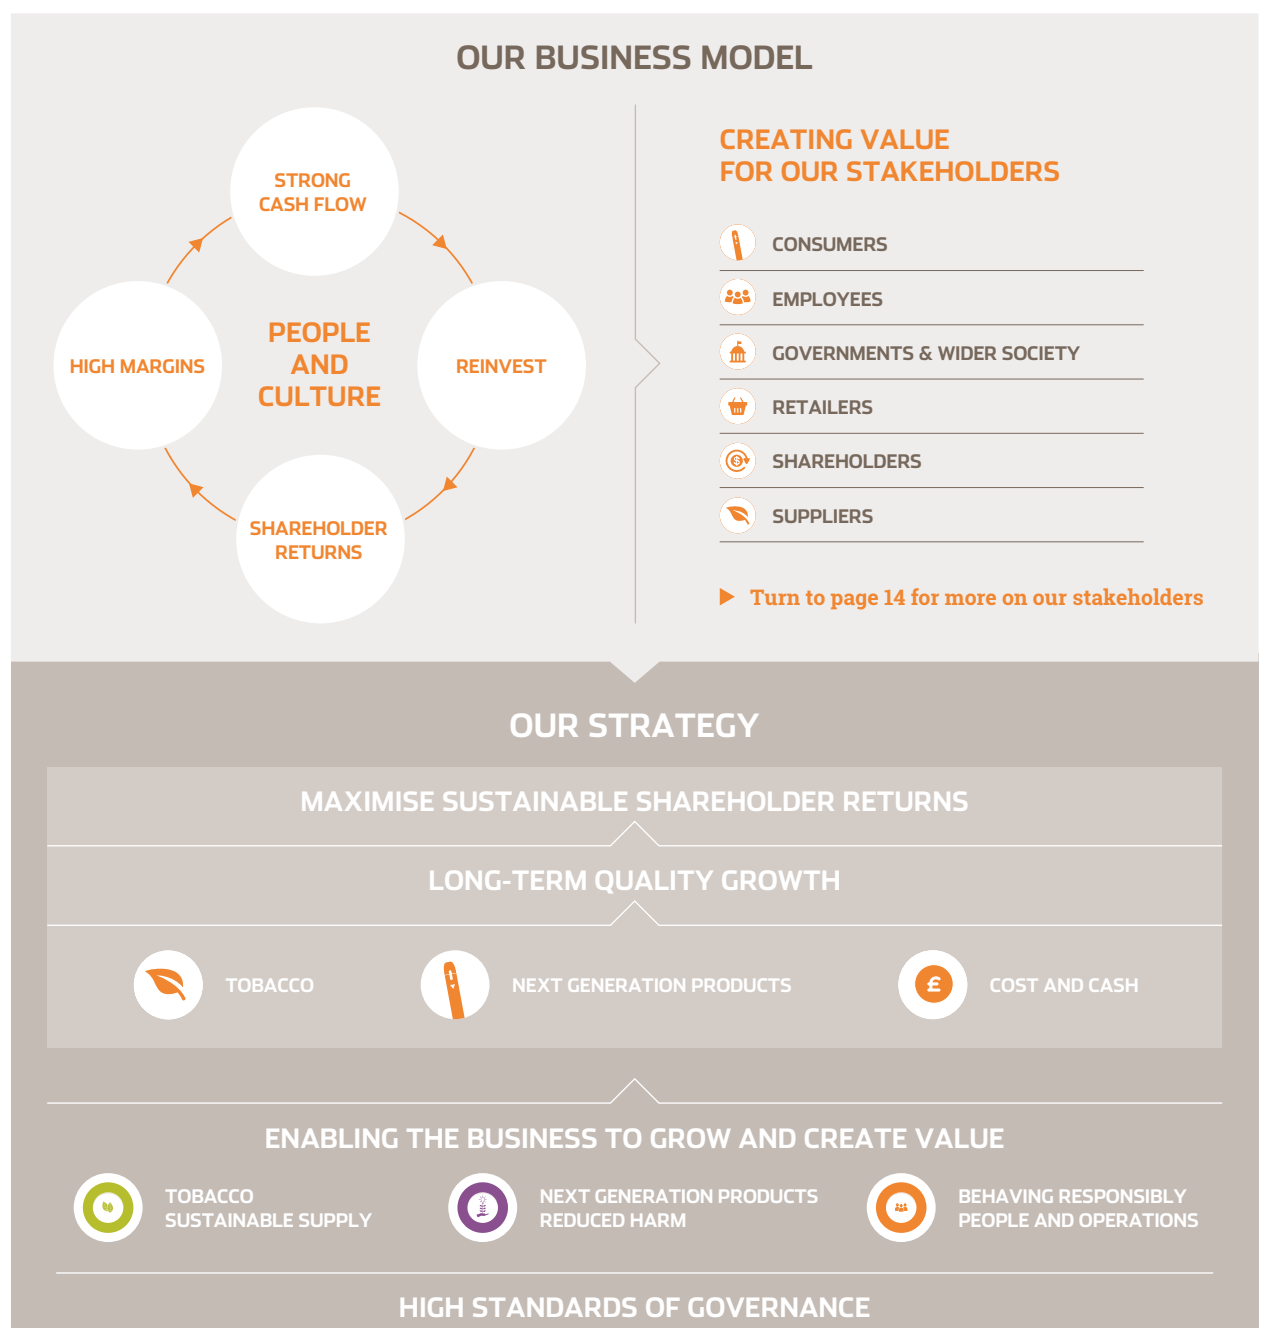 OUR BUSINESS MODEL
STRONG
CASH FLOW
HIGH MARGINS
PEOPLE
AND
CULTURE
REINVEST
SHAREHOLDER
RETURNS
CREATING VALUE
FOR OUR STAKEHOLDERS
CONSUMERS
EMPLOYEES
GOVERNMENTS & WIDER SOCIETY
RETAILERS
SHAREHOLDERS
SUPPLIERS
Turn to page 14 for more on our stakeholders
OUR STRATEGY
MAXIMISE SUSTAINABLE SHAREHOLDER RETURNS
LONG-TERM QUALITY GROWTH
TOBACCO
NEXT GENERATION PRODUCTS
£
COST AND CASH
ENABLING THE BUSINESS TO GROW AND CREATE VALUE
TOBACCO
SUSTAINABLE SUPPLY
NEXT GENERATION PRODUCTS
REDUCED HARM
BEHAVING RESPONSIBLY
PEOPLE AND OPERATIONS
HIGH STANDARDS OF GOVERNANCE